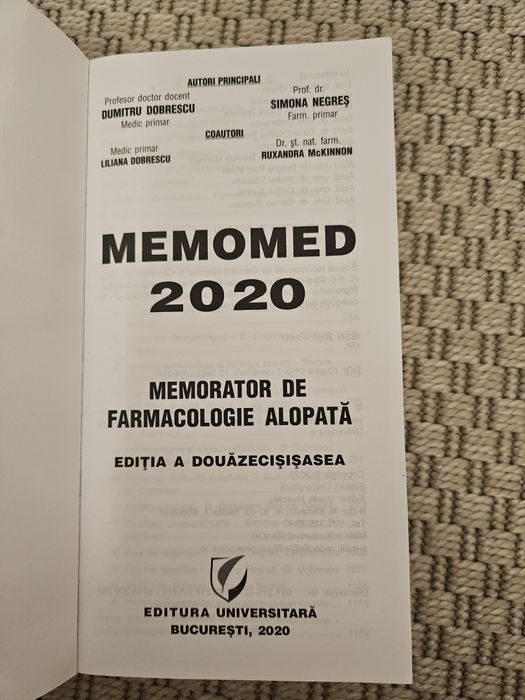 AUTORI PRINCIPALI
Profesor doctor docent
DUMITRU DOBRESCU
Medic primar
Prof. dr.
SIMONA NEGREȘ
Farm. primar
COAUTORI
Medic primar
LILIANA DOBRESCU
Dr. șt. nat. farm.
RUXANDRA McKINNON
MEMOMED
2020
MEMORATOR DE
FARMACOLOGIE ALOPATĂ
EDIȚIA A DOUĂZECIȘIȘASEA
EDITURA UNIVERSITARĂ
BUCUREȘTI, 2020